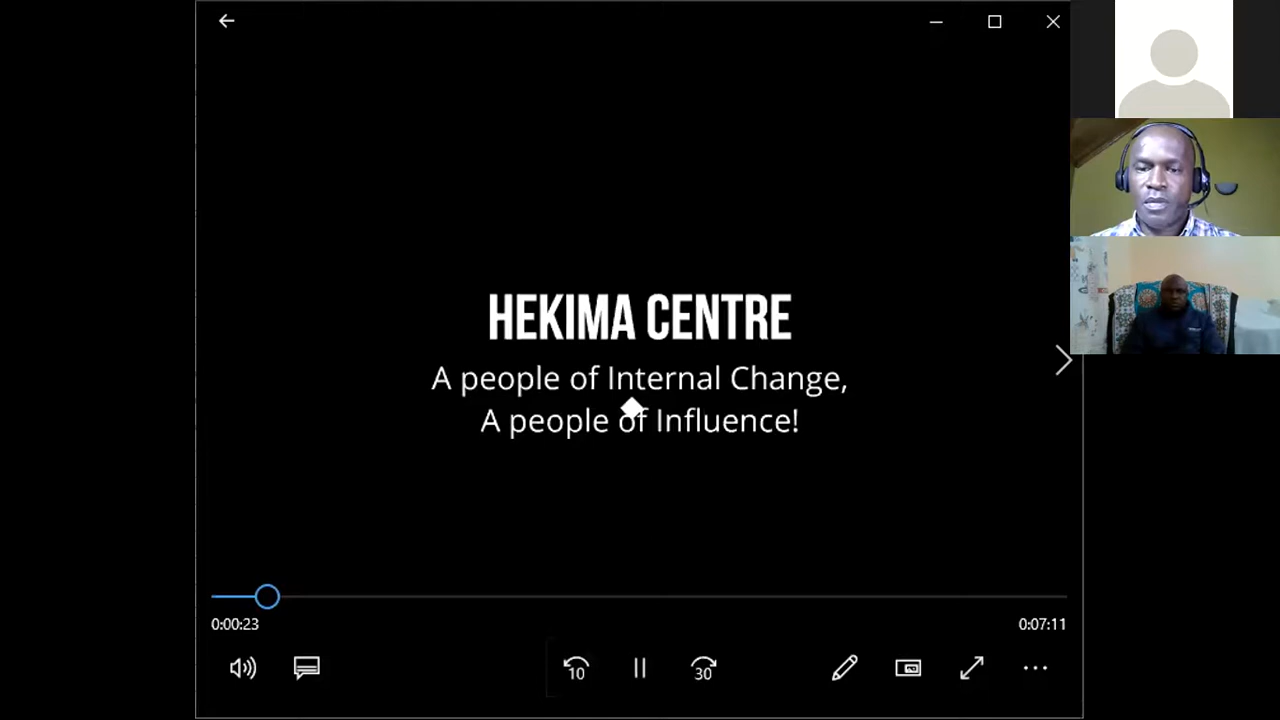 HEKIMA CENTRE
A people of Internal Change,
A people of Influence!
0:00:23
0:07:11
10
30